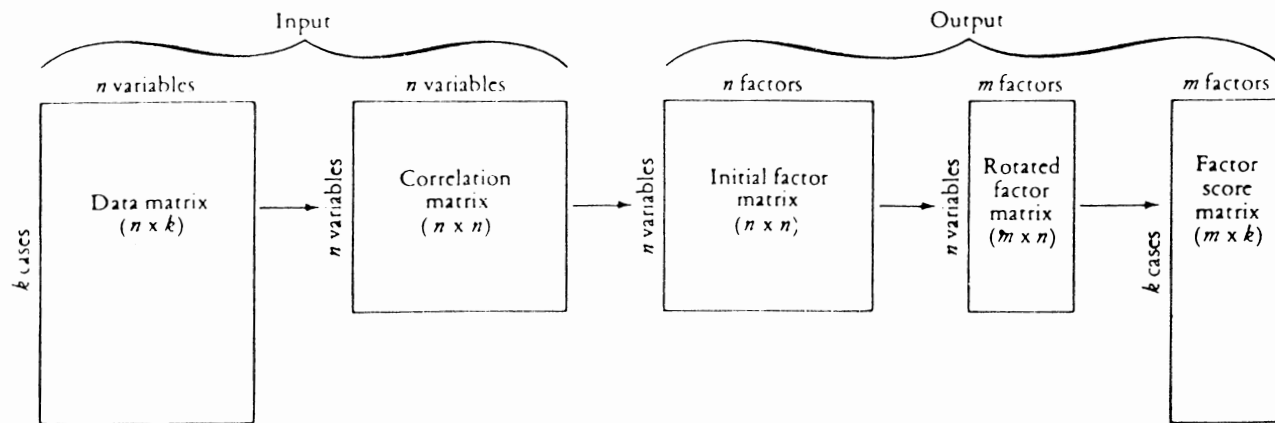 Input
Output
n variables
n variables
n factors
m factors
m factors
k cases
Data matrix
(n x k)
n variables
Correlation
matrix
(n x n)
n variables
Initial factor
matrix
(n x n)
n variables
Rotated
factor
matrix
(m x n)
k cases
Factor
score
matrix
(m x k)